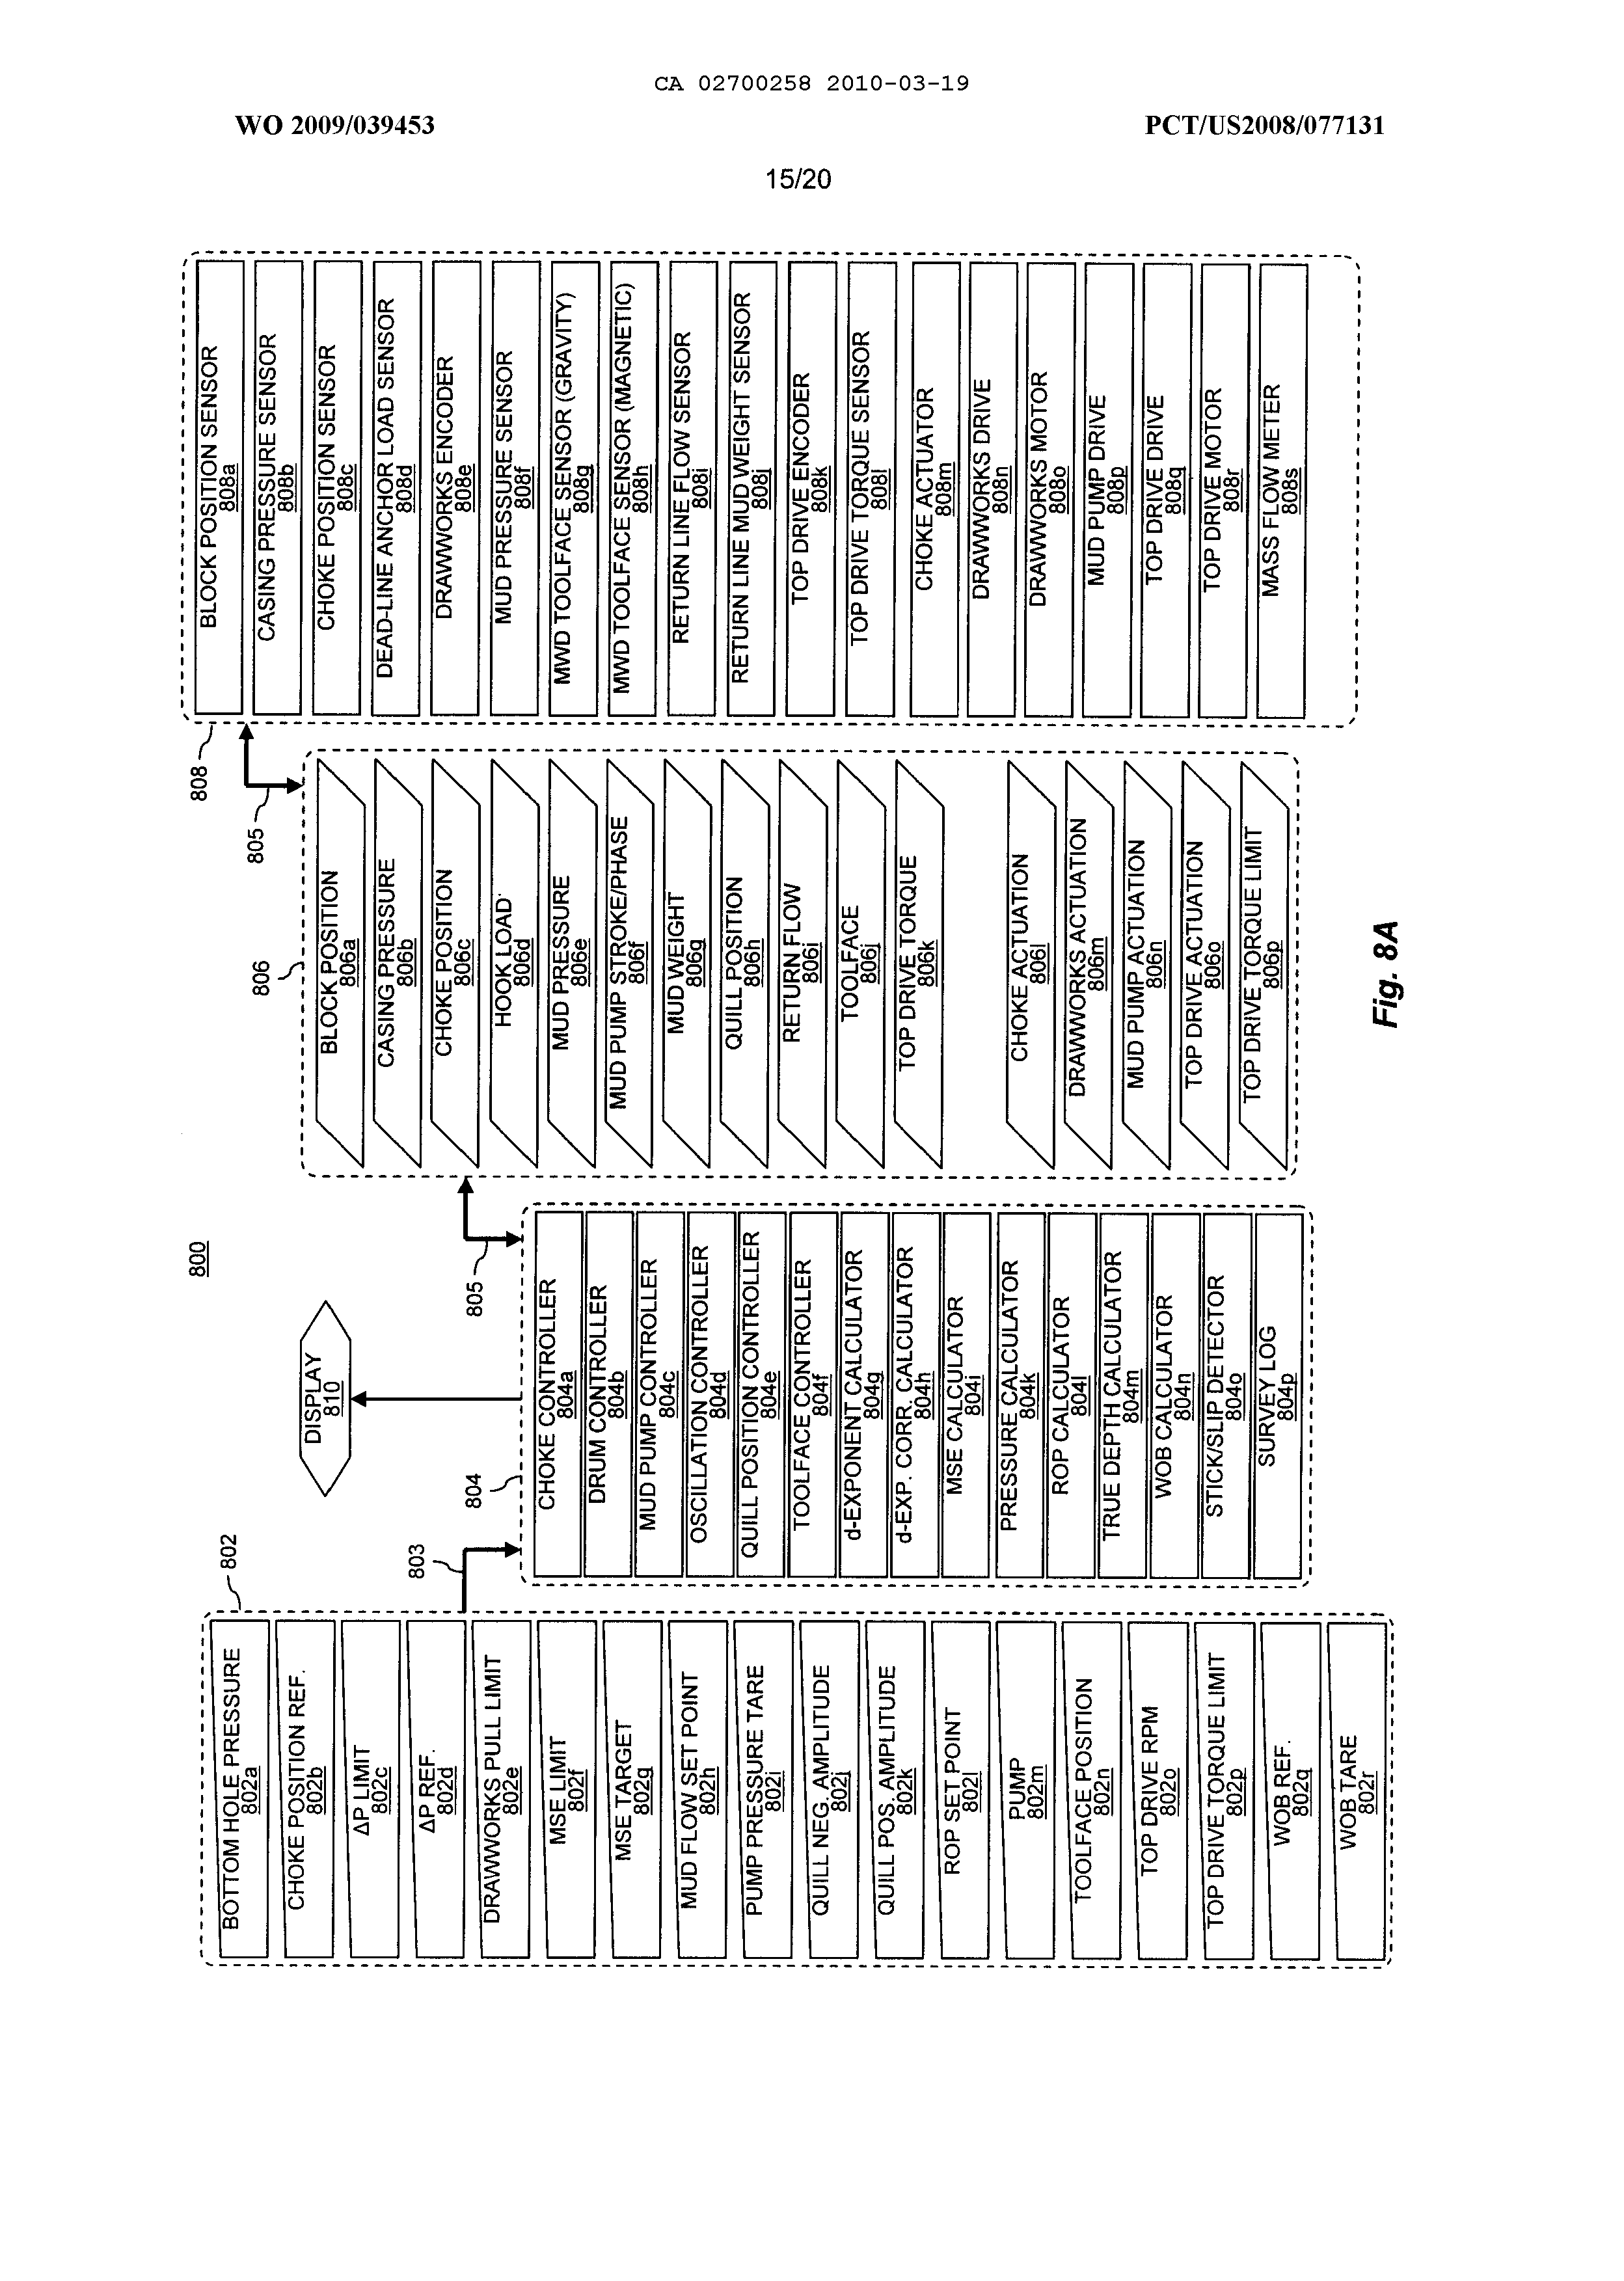 CA 02700258 2010-03-19
WO 2009/039453
PCT/US2008/077131
15/20
800
802
BOTTOM HOLE PRESSURE
802a
CHOKE POSITION REF.
802b
ΔP LIMIT
802c
ΔP REF.
802d
DRAWWORKS PULL LIMIT
802e
MSE LIMIT
802f
MSE TARGET
802g
MUD FLOW SET POINT
802h
PUMP PRESSURE TARE
802i
QUILL NEG. AMPLITUDE
802j
QUILL POS. AMPLITUDE
802k
ROP SET POINT
802l
PUMP
802m
TOOLFACE POSITION
802n
TOP DRIVE RPM
802o
TOP DRIVE TORQUE LIMIT
802p
WOB REF.
802q
WOB TARE
802r
803
DISPLAY
810
804
CHOKE CONTROLLER
804a
DRUM CONTROLLER
804b
MUD PUMP CONTROLLER
804c
OSCILLATION CONTROLLER
804d
QUILL POSITION CONTROLLER
804e
TOOLFACE CONTROLLER
804f
d-EXPONENT CALCULATOR
804g
d-EXP. CORR. CALCULATOR
804h
MSE CALCULATOR
804i
PRESSURE CALCULATOR
804k
ROP CALCULATOR
804l
TRUE DEPTH CALCULATOR
804m
WOB CALCULATOR
804n
STICK/SLIP DETECTOR
804o
SURVEY LOG
804p
805
806
BLOCK POSITION
806a
CASING PRESSURE
806b
CHOKE POSITION
806c
HOOK LOAD
806d
MUD PRESSURE
806e
MUD PUMP STROKE/PHASE
806f
MUD WEIGHT
806g
QUILL POSITION
806h
RETURN FLOW
806i
TOOLFACE
806j
TOP DRIVE TORQUE
806k
CHOKE ACTUATION
806l
DRAWWORKS ACTUATION
806m
MUD PUMP ACTUATION
806n
TOP DRIVE ACTUATION
806o
TOP DRIVE TORQUE LIMIT
806p
805
808
BLOCK POSITION SENSOR
808a
CASING PRESSURE SENSOR
808b
CHOKE POSITION SENSOR
808c
DEAD-LINE ANCHOR LOAD SENSOR
808d
DRAWWORKS ENCODER
808e
MUD PRESSURE SENSOR
808f
MWD TOOLFACE SENSOR (GRAVITY)
808g
MWD TOOLFACE SENSOR (MAGNETIC)
808h
RETURN LINE FLOW SENSOR
808i
RETURN LINE MUD WEIGHT SENSOR
808j
TOP DRIVE ENCODER
808k
TOP DRIVE TORQUE SENSOR
808l
CHOKE ACTUATOR
808m
DRAWWORKS DRIVE
808n
DRAWWORKS MOTOR
808o
MUD PUMP DRIVE
808p
TOP DRIVE DRIVE
808q
TOP DRIVE MOTOR
808r
MASS FLOW METER
808s
Fig. 8A